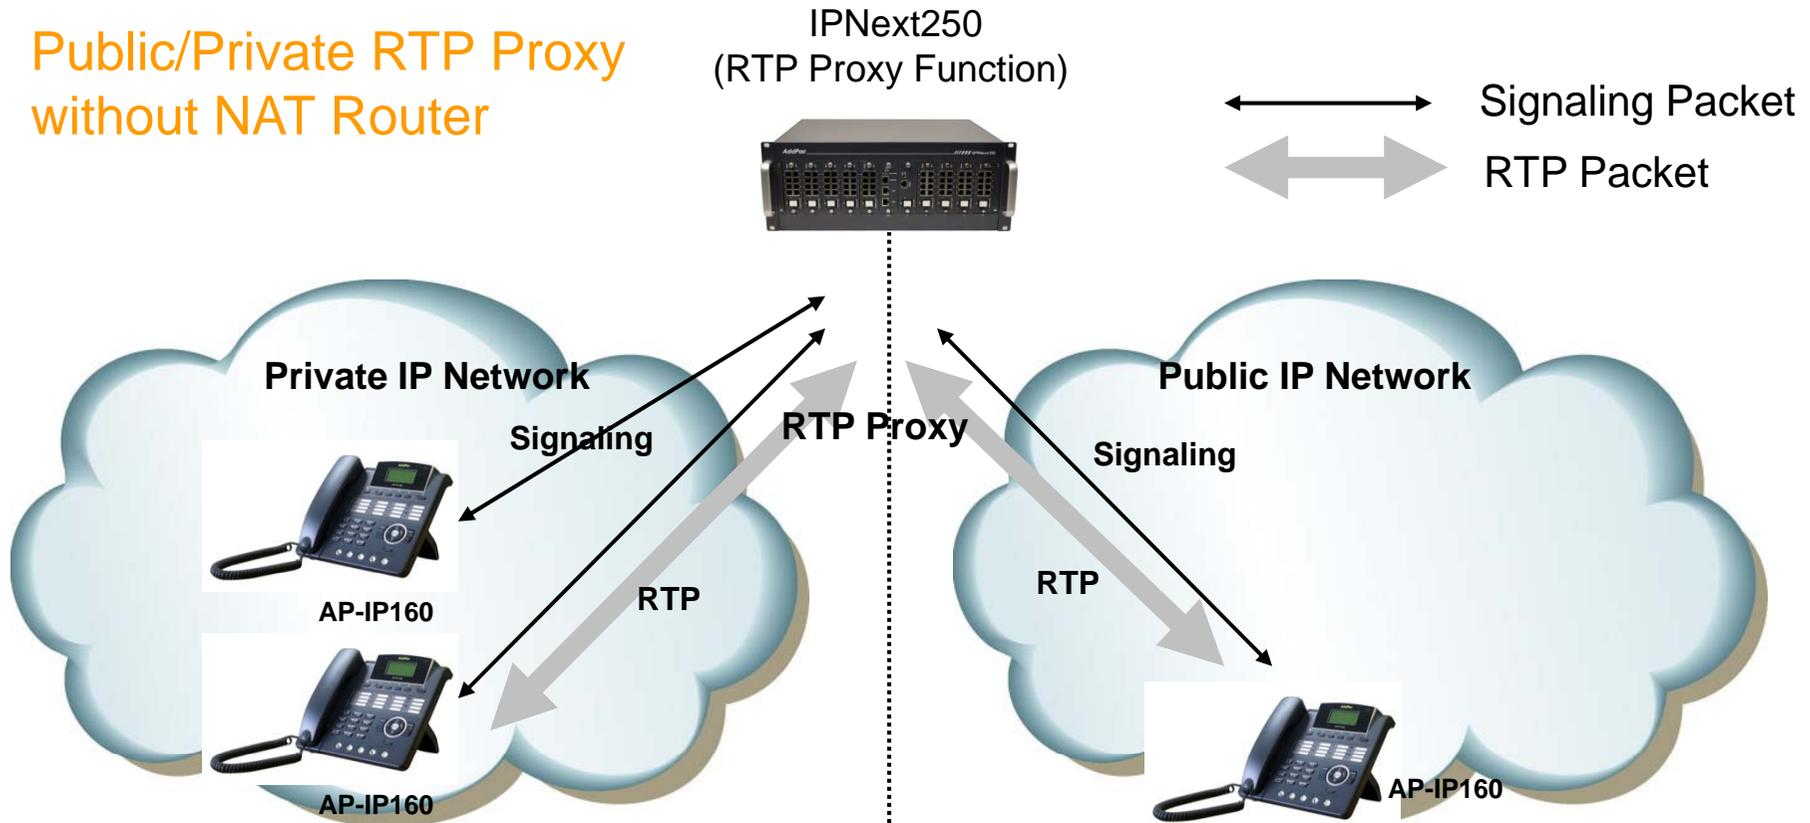 Public/Private RTP Proxy
without NAT Router
IPNext250
(RTP Proxy Function)
Signaling Packet
RTP Packet
AddPac
Private IP Network
Public IP Network
Signaling
RTP Proxy
Signaling
RTP
RTP
AP-IP160
AP-IP160
AP-IP160